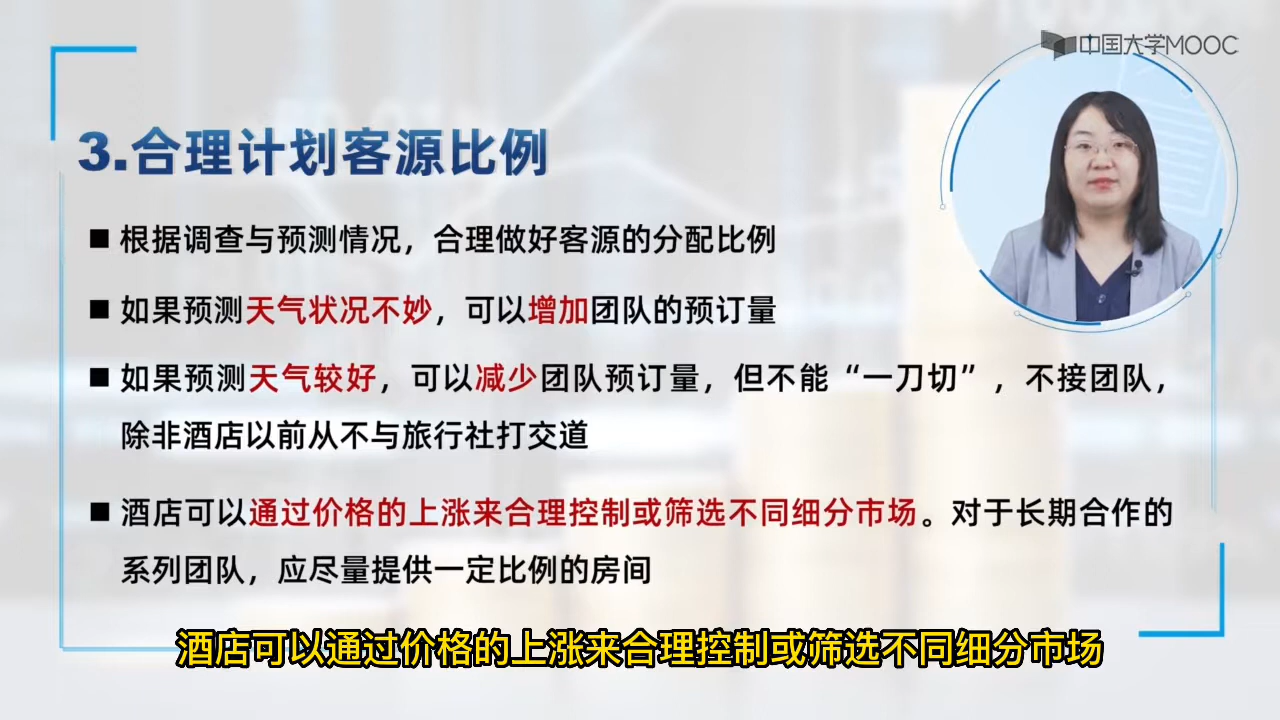 中国大学MOOC
3.合理计划客源比例
■ 根据调查与预测情况，合理做好客源的分配比例
■ 如果预测天气状况不妙，可以增加团队的预订量
■ 如果预测天气较好，可以减少团队预订量，但不能“一刀切”，不接团队，
除非酒店以前从不与旅行社打交道
■ 酒店可以通过价格的上涨来合理控制或筛选不同细分市场。对于长期合作的
系列团队，应尽量提供一定比例的房间
酒店可以通过价格的上涨来合理控制或筛选不同细分市场